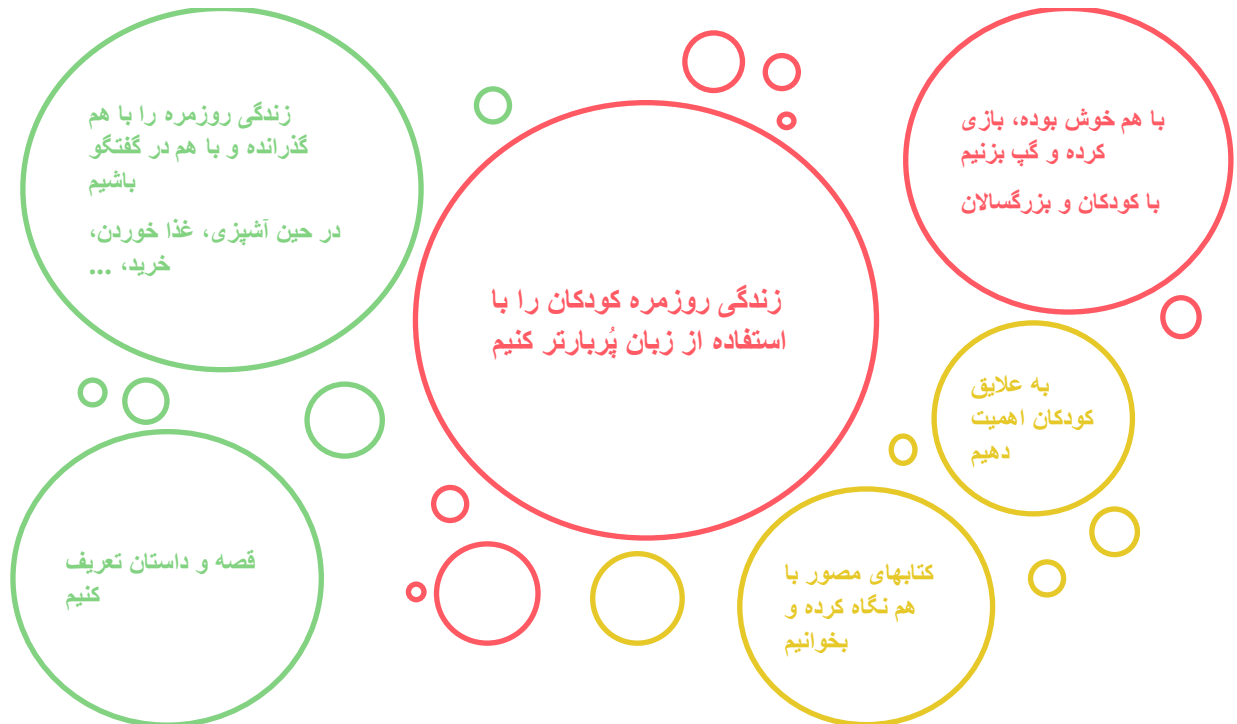 با هم خوش بوده، بازی
کرده و گپ بزنیم
با کودکان و بزرگسالان
زندگی روزمره را با هم
گذرانده و با هم در گفتگو
باشیم
در حین آشپزی، غذا خوردن،
خرید، ...
زندگی روزمره کودکان را با
استفاده از زبان پُربارتر کنیم
به علایق
کودکان اهمیت
دهیم
کتابهای مصور با
هم نگاه کرده و
بخوانیم
قصه و داستان تعریف
کنیم